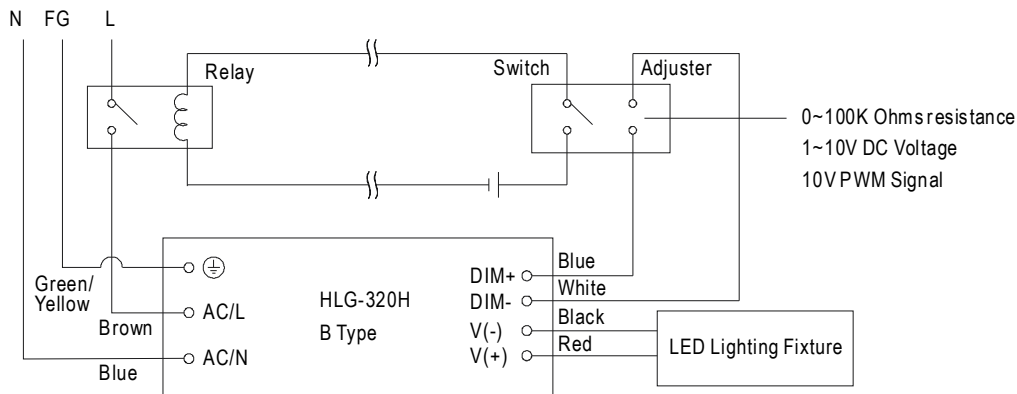 N FG L
Relay
Switch
Adjuster
0~100K Ohms resistance
1~10V DC Voltage
10V PWM Signal
Green/
Yellow
Brown
Blue
AC/L
AC/N
HLG-320H
B Type
DIM+
DIM-
V(-)
V(+)
Blue
White
Black
Red
LED Lighting Fixture